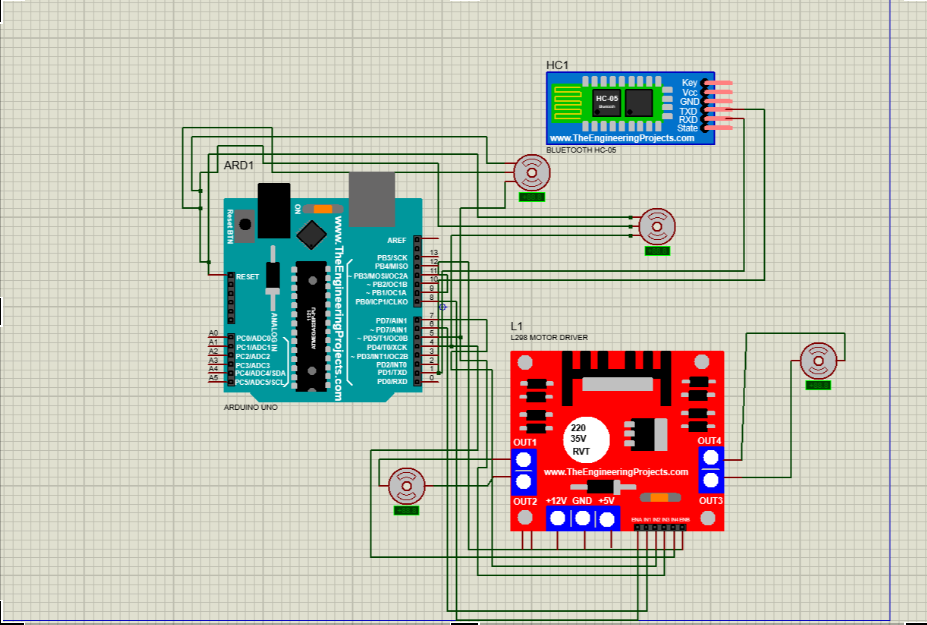 HC1
Key
Vcc
GND
TXD
RXD
State
HC-05
Bluetooth
www.TheEngineeringProjects.com
BLUETOOTH HC-05
ARD1
Reset BTN
ON
www.TheEngineeringProjects.com
AREF
RESET
PB5/SCK
13
PB4/MISO
12
~ PB3/MOSI/OC2A
11
~ PB2/OC1B
10
~ PB1/OC1A
9
PB0/ICP1/CLKO
8
PD7/AIN1
7
~ PD7/AIN1
6
~ PD5/T1/OC0B
5
PD4/T0/XCK
4
~ PD3/INT1/OC2B
3
PD2/INT0
2
PD1/TXD
1
PD0/RXD
0
ANALOG IN
A0
PC0/ADC0
A1
PC1/ADC1
A2
PC2/ADC2
A3
PC3/ADC3
A4
PC4/ADC4/SDA
A5
PC5/ADC5/SCL
ARDUINO UNO
L1
L298 MOTOR DRIVER
220
35V
RVT
OUT1
OUT4
www.TheEngineeringProjects.com
OUT2
OUT3
+12V
GND
+5V
ENA IN1 IN2 IN3 IN4 ENB